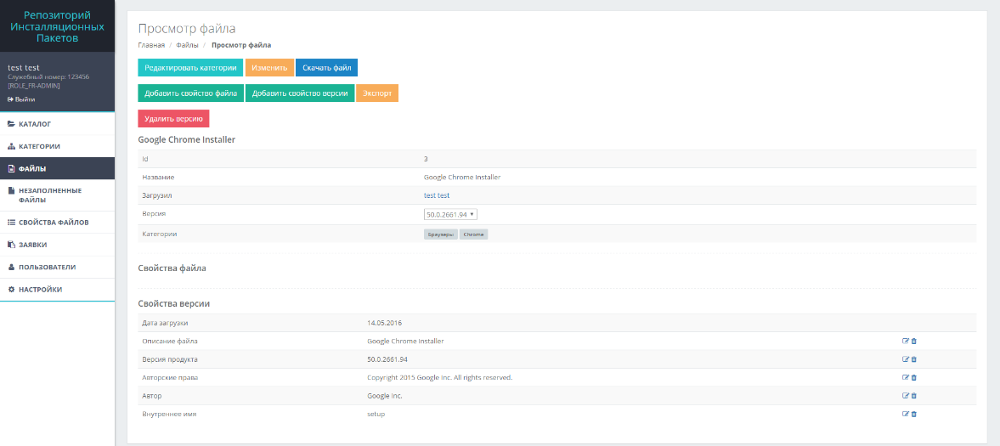 Репозиторий
Инсталляционных
Пакетов
test test
Служебный номер: 123456
[ROLE_FR-ADMIN]
Выйти
КАТАЛОГ
КАТЕГОРИИ
ФАЙЛЫ
НЕЗАПОЛНЕННЫЕ
ФАЙЛЫ
СВОЙСТВА ФАЙЛОВ
ЗАЯВКИ
ПОЛЬЗОВАТЕЛИ
НАСТРОЙКИ
Просмотр файла
Главная / Файлы / Просмотр файла
Редактировать категории Изменить Скачать файл
Добавить свойство файла Добавить свойство версии Экспорт
Удалить версию
Google Chrome Installer
Id 3
Название Google Chrome Installer
Загрузил test test
Версия 50.0.2661.94
Категории Браузеры Chrome
Свойства файла
Свойства версии
Дата загрузки 14.05.2016
Описание файла Google Chrome Installer
Версия продукта 50.0.2661.94
Авторские права Copyright 2015 Google Inc. All rights reserved.
Автор Google Inc.
Внутреннее имя setup